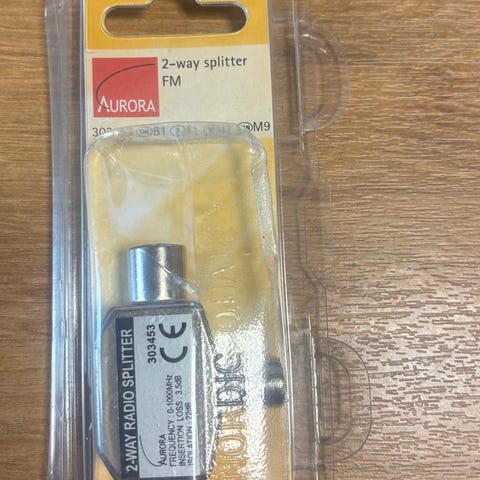 2-way splitter
FM
AURORA
M9
2-WAY RADIO SPLITTER
303453
CE
AURORA
FREQUENCY 0-1000MHz
INSERTION LOSS 3.5dB
ISOLATION 22dB
NORDIC QUALITY